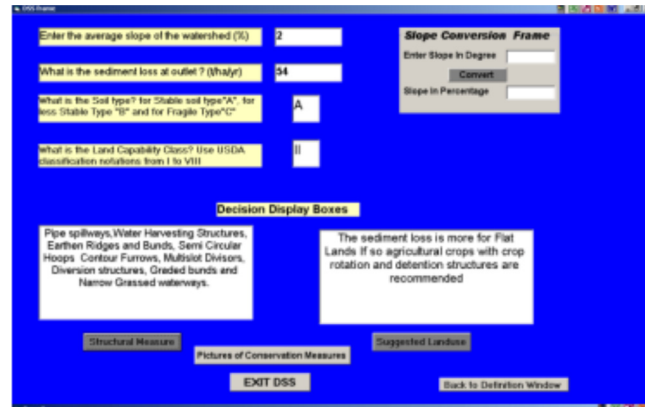 DSS Frame
Enter the average slope of the watershed (%)
2
Slope Conversion Frame
Enter Slope In Degree
What is the sediment loss at outlet ? (t/ha/yr)
54
Convert
Slope in Percentage
What is the Soil type? for Stable soil type"A", for
less Stable Type "B" and for Fragile Type"C"
A
What is the Land Capability Class? Use USDA
classification notations from I to VIII
II
Decision Display Boxes
Pipe spillways,Water Harvesting Structures,
Earthen Ridges and Bunds, Semi Circular
Hoops Contour Furrows, Multislot Divisors,
Diversion structures, Graded bunds and
Narrow Grassed waterways.
The sediment loss is more for Flat
Lands If so agricultural crops with crop
rotation and detention structures are
recommended
Structural Measure
Suggested Landuse
Pictures of Conservation Measures
EXIT DSS
Back to Definition Window